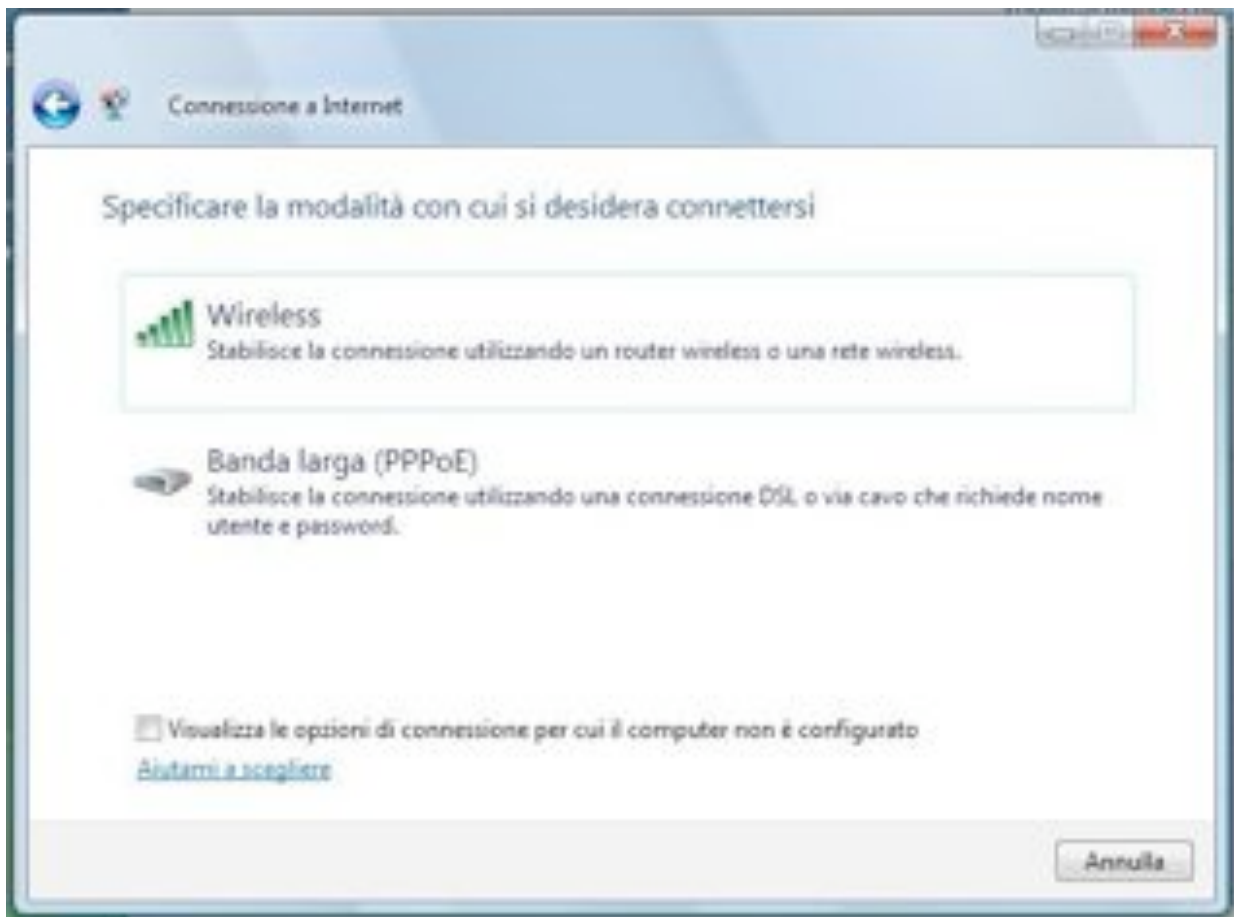 Connessione a Internet
Specificare la modalità con cui si desidera connettersi
Wireless
Stabilisce la connessione utilizzando un router wireless o una rete wireless.
Banda larga (PPPoE)
Stabilisce la connessione utilizzando una connessione DSL o via cavo che richiede nome
utente e password.
Visualizza le opzioni di connessione per cui il computer non è configurato
Aiutami a scegliere
Annulla